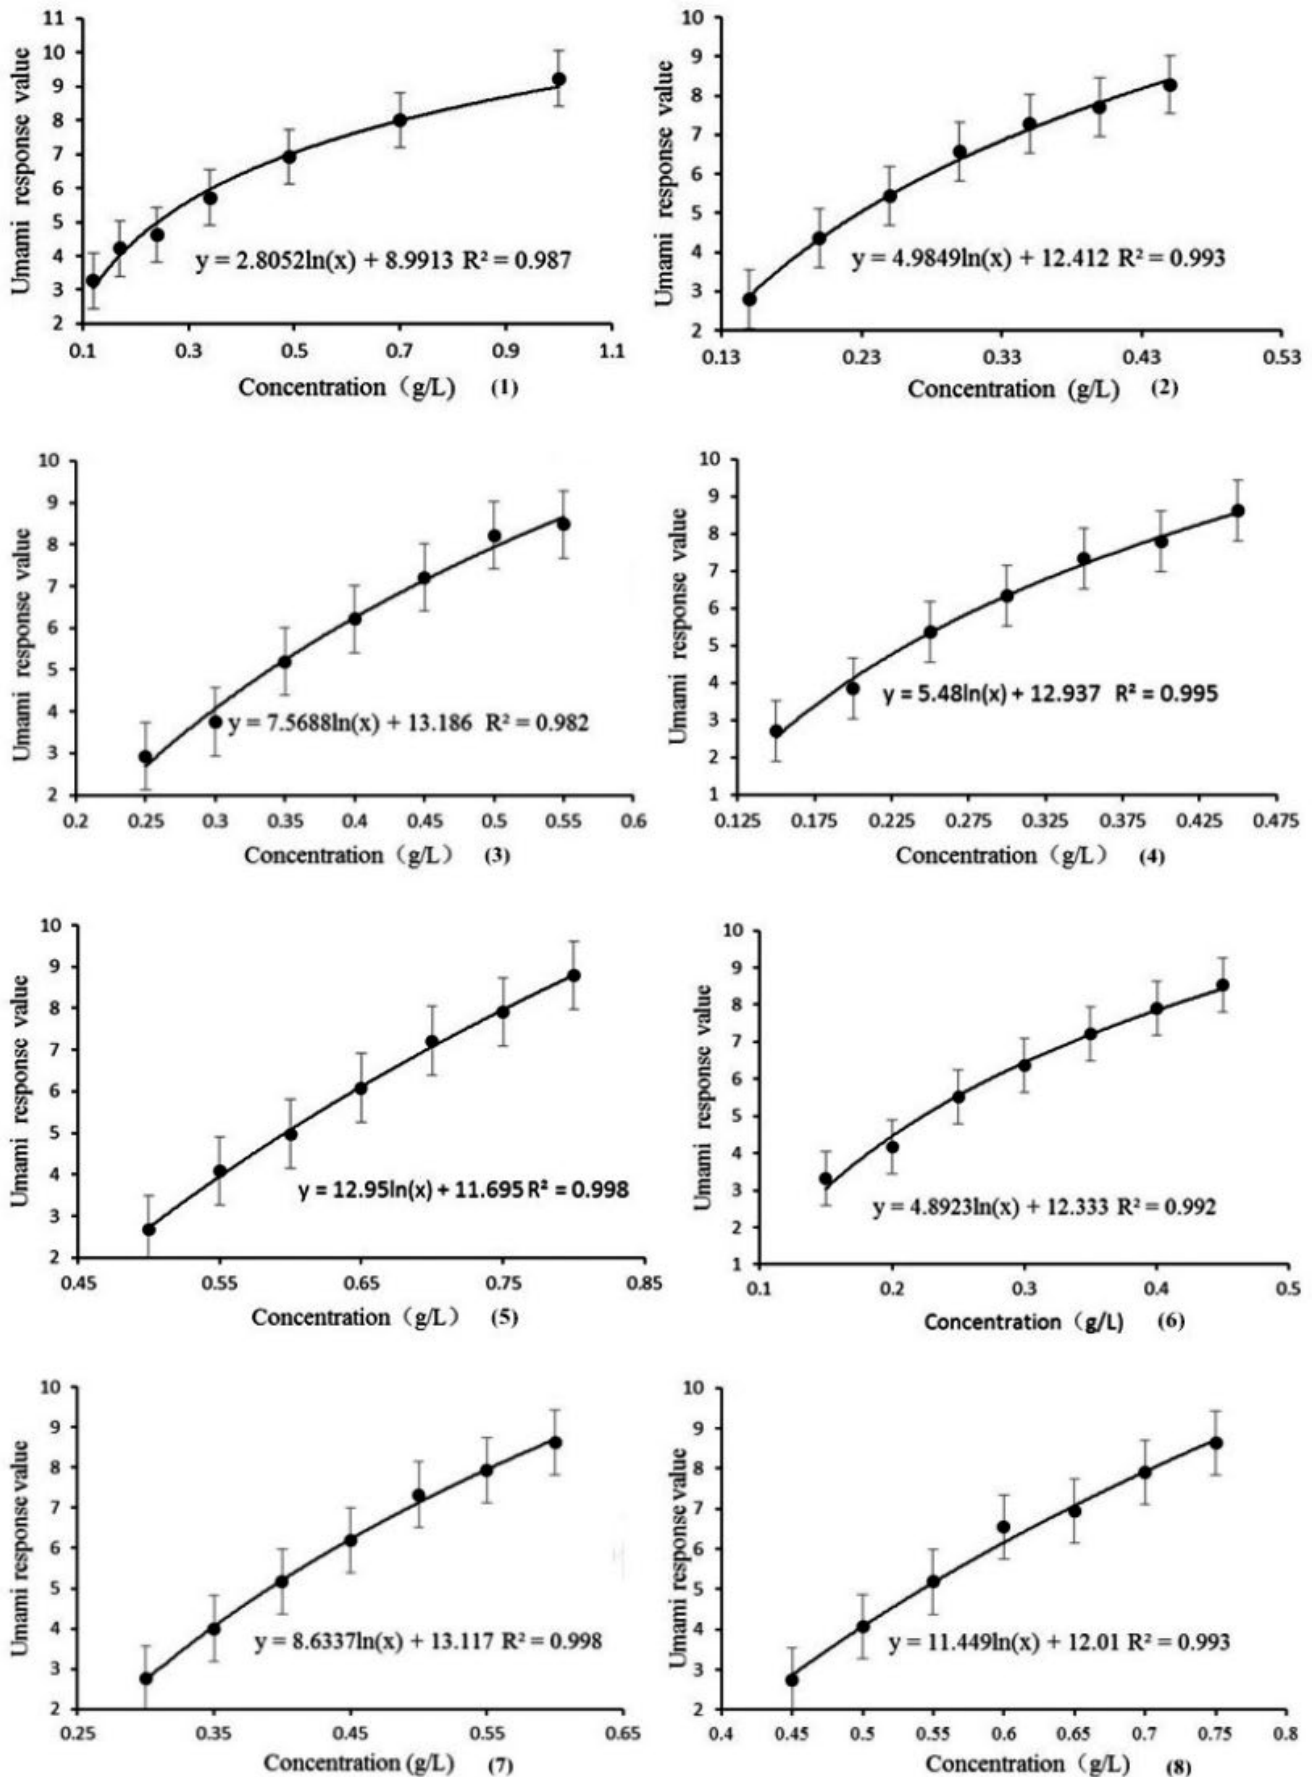 Umami response value
11
10
9
8
7
6
5
4
3
2
y = 2.8052ln(x) + 8.9913 R² = 0.987
0.1 0.3 0.5 0.7 0.9 1.1
Concentration（g/L） (1)
Umami response value
10
9
8
7
6
5
4
3
2
y = 4.9849ln(x) + 12.412 R² = 0.993
0.13 0.23 0.33 0.43 0.53
Concentration (g/L) (2)
Umami response value
10
9
8
7
6
5
4
3
2
y = 7.5688ln(x) + 13.186 R² = 0.982
0.2 0.25 0.3 0.35 0.4 0.45 0.5 0.55 0.6
Concentration（g/L） (3)
Umami response value
10
9
8
7
6
5
4
3
2
1
y = 5.48ln(x) + 12.937 R² = 0.995
0.125 0.175 0.225 0.275 0.325 0.375 0.425 0.475
Concentration（g/L） (4)
Umami response value
10
9
8
7
6
5
4
3
2
y = 12.95ln(x) + 11.695 R² = 0.998
0.45 0.55 0.65 0.75 0.85
Concentration（g/L） (5)
Umami response value
10
9
8
7
6
5
4
3
2
1
y = 4.8923ln(x) + 12.333 R² = 0.992
0.1 0.2 0.3 0.4 0.5
Concentration（g/L) (6)
Umami response value
10
9
8
7
6
5
4
3
2
y = 8.6337ln(x) + 13.117 R² = 0.998
0.25 0.35 0.45 0.55 0.65
Concentration (g/L) (7)
Umami response value
10
9
8
7
6
5
4
3
2
y = 11.449ln(x) + 12.01 R² = 0.993
0.4 0.45 0.5 0.55 0.6 0.65 0.7 0.75 0.8
Concentration（g/L) (8)